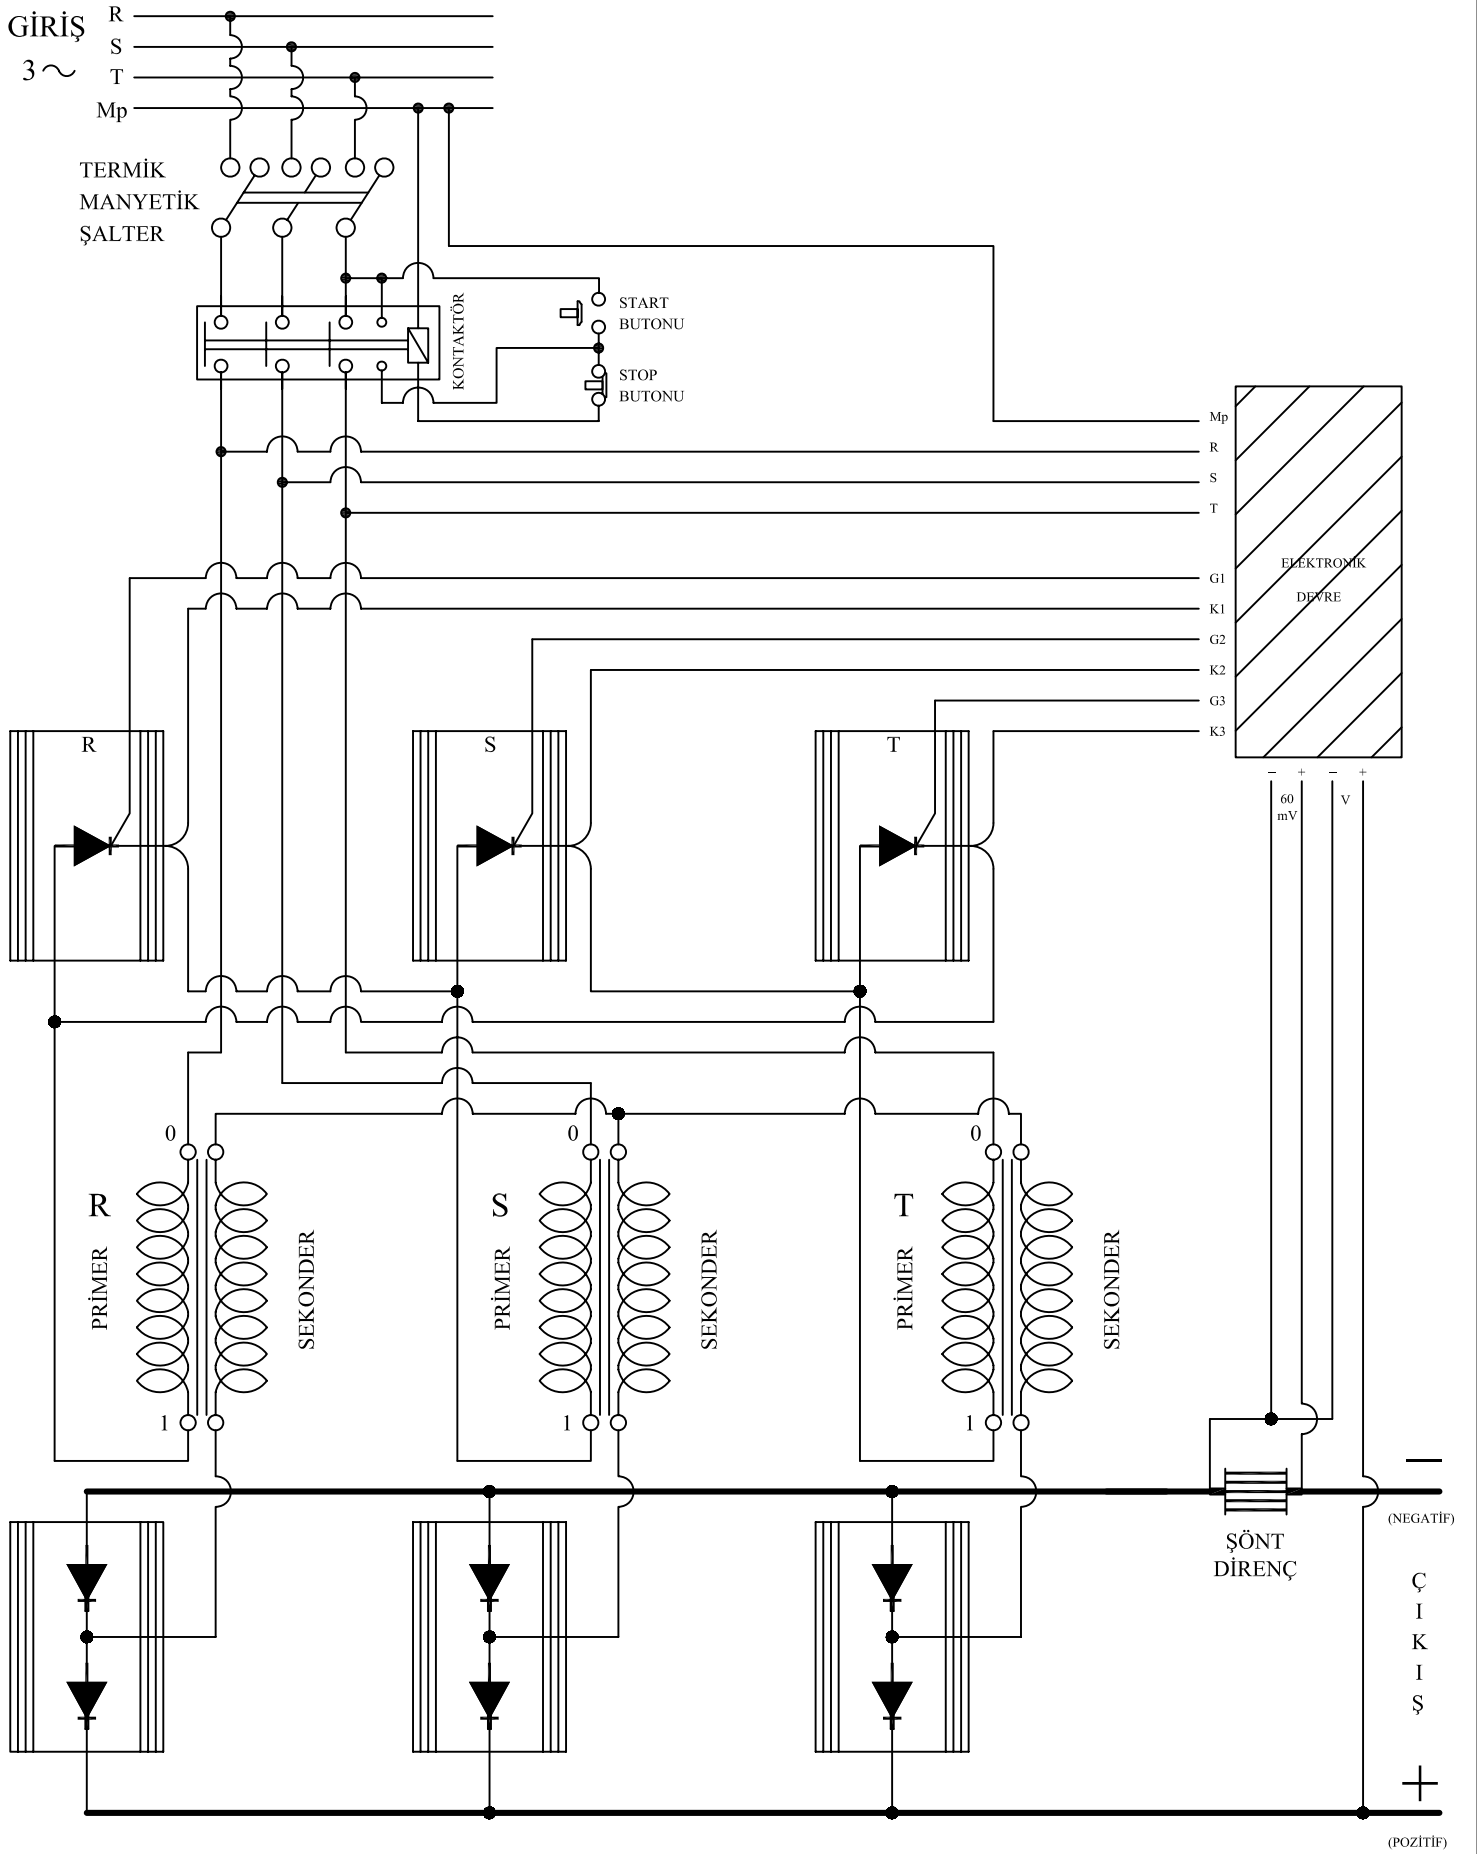 GİRİŞ
3
R
S
T
Mp
TERMİK
MANYETİK
ŞALTER
KONTAKTÖR
START
BUTONU
STOP
BUTONU
Mp
R
S
T
G1
K1
G2
K2
G3
K3
ELEKTRONİK
DEVRE
− + − +
60
mV
V
R
S
T
0
0
0
R
PRİMER
SEKONDER
S
PRİMER
SEKONDER
T
PRİMER
SEKONDER
1
1
1
ŞÖNT
DİRENÇ
−
(NEGATİF)
Ç
I
K
I
Ş
+
(POZİTİF)